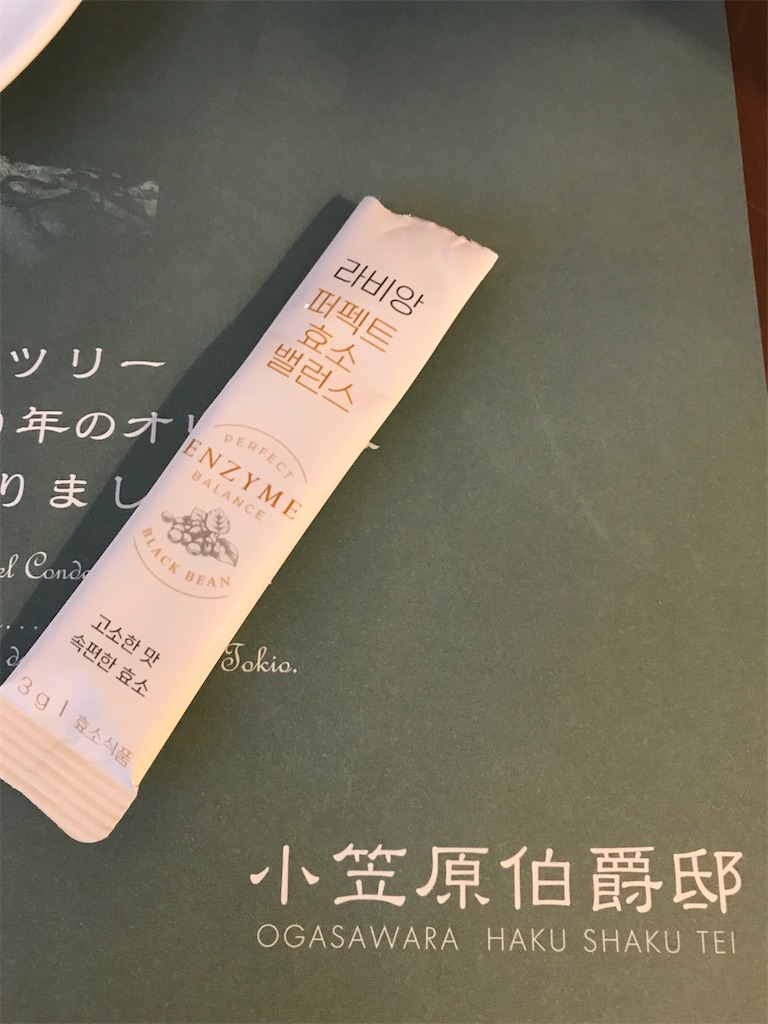 라비앙
퍼펙트
효소
밸런스
PERFECT
ENZYME
BALANCE
BLACK BEAN
고소한 맛
속편한 효소
3g | 효소식품
ツリー
年のオ
りまし
Tokio.
小笠原伯爵邸
OGASAWARA HAKU SHAKU TEI